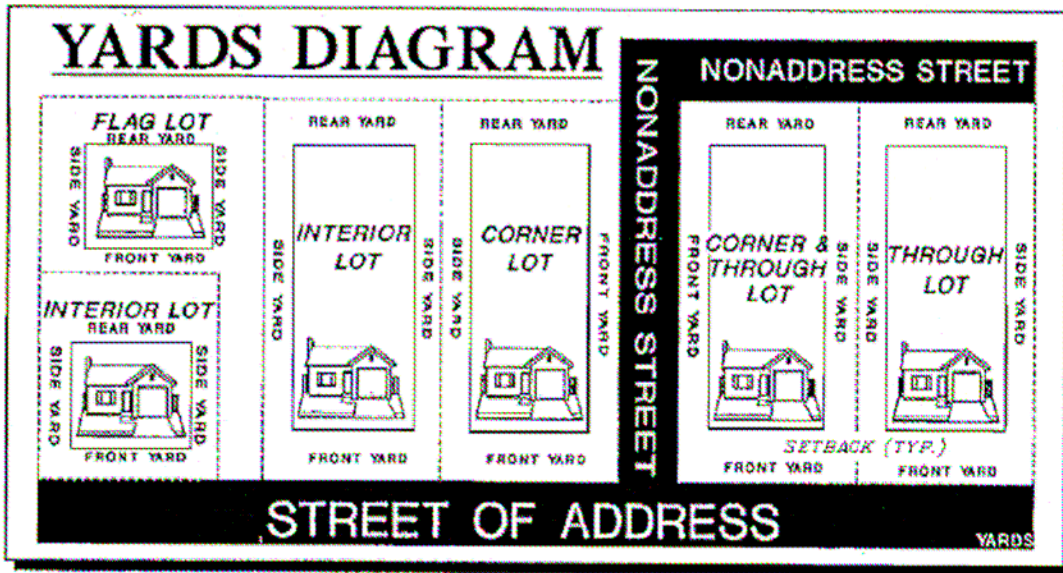 YARDS DIAGRAM
NONADDRESS STREET
NONADDRESS STREET
FLAG LOT
REAR YARD
SIDE YARD
SIDE YARD
FRONT YARD
INTERIOR LOT
REAR YARD
SIDE YARD
SIDE YARD
FRONT YARD
REAR YARD
INTERIOR
LOT
SIDE YARD
SIDE YARD
FRONT YARD
REAR YARD
CORNER
LOT
SIDE YARD
FRONT YARD
FRONT YARD
REAR YARD
CORNER &
THROUGH
LOT
FRONT YARD
SIDE YARD
FRONT YARD
REAR YARD
THROUGH
LOT
SIDE YARD
SIDE YARD
SETBACK (TYP.)
FRONT YARD
STREET OF ADDRESS
YARDS